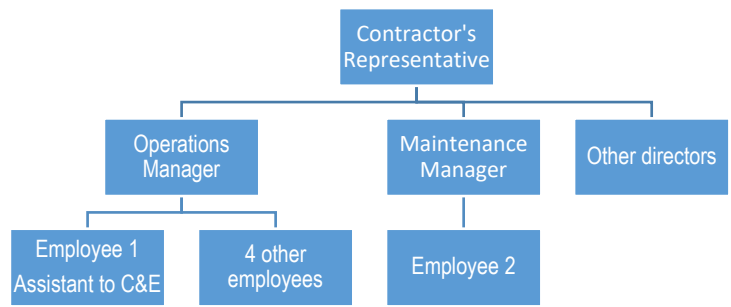 Contractor's
Representative
Operations
Manager
Maintenance
Manager
Other directors
Employee 1
Assistant to C&E
4 other
employees
Employee 2